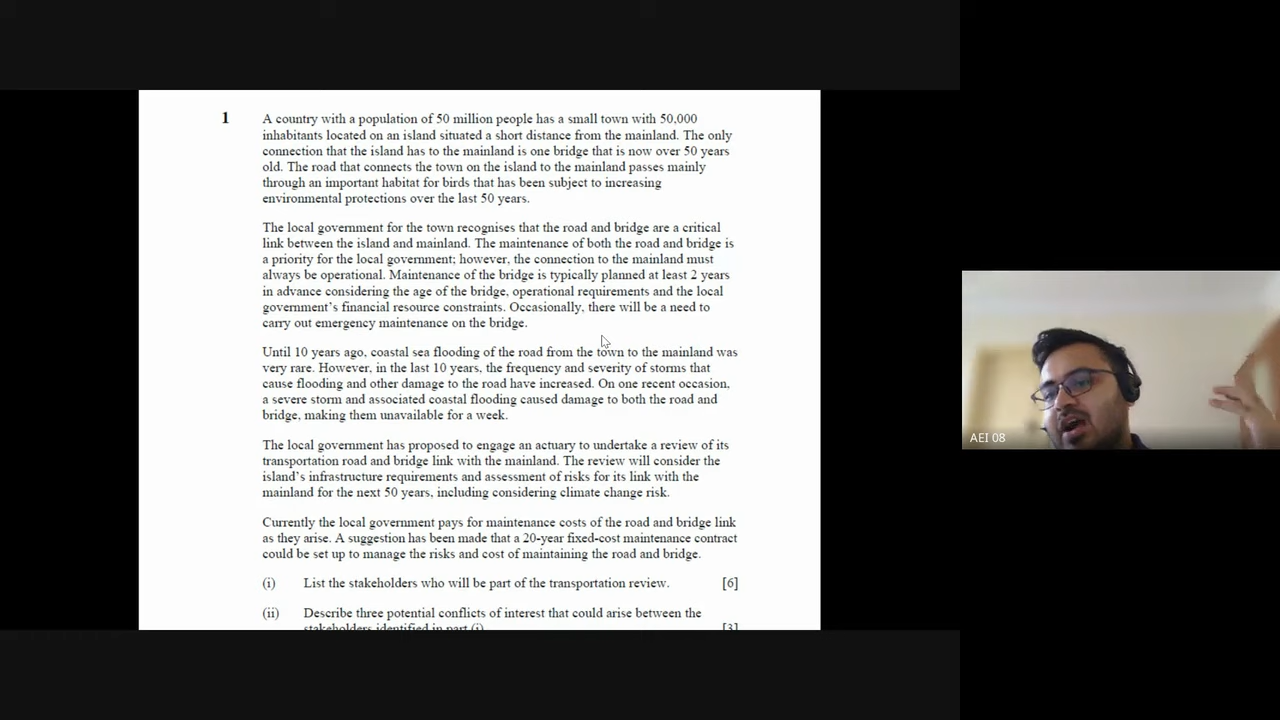 1 A country with a population of 50 million people has a small town with 50,000
inhabitants located on an island situated a short distance from the mainland. The only
connection that the island has to the mainland is one bridge that is now over 50 years
old. The road that connects the town on the island to the mainland passes mainly
through an important habitat for birds that has been subject to increasing
environmental protections over the last 50 years.
The local government for the town recognises that the road and bridge are a critical
link between the island and mainland. The maintenance of both the road and bridge is
a priority for the local government; however, the connection to the mainland must
always be operational. Maintenance of the bridge is typically planned at least 2 years
in advance considering the age of the bridge, operational requirements and the local
government's financial resource constraints. Occasionally, there will be a need to
carry out emergency maintenance on the bridge.
Until 10 years ago, coastal sea flooding of the road from the town to the mainland was
very rare. However, in the last 10 years, the frequency and severity of storms that
cause flooding and other damage to the road have increased. On one recent occasion,
a severe storm and associated coastal flooding caused damage to both the road and
bridge, making them unavailable for a week.
The local government has proposed to engage an actuary to undertake a review of its
transportation road and bridge link with the mainland. The review will consider the
island's infrastructure requirements and assessment of risks for its link with the
mainland for the next 50 years, including considering climate change risk.
Currently the local government pays for maintenance costs of the road and bridge link
as they arise. A suggestion has been made that a 20-year fixed-cost maintenance contract
could be set up to manage the risks and cost of maintaining the road and bridge.
(i) List the stakeholders who will be part of the transportation review. [6]
(ii) Describe three potential conflicts of interest that could arise between the
stakeholders identified in part (i). [3]
AEI 08